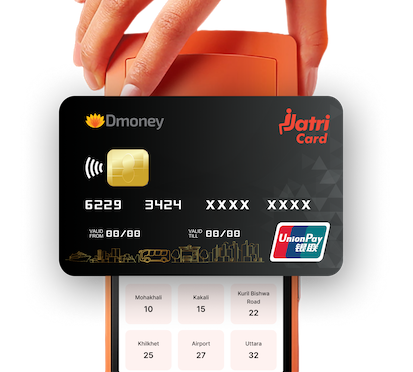 Dmoney
Jatri
Card
6229 3424 XXXX XXXX
VALID FROM 00/00 VALID TILL 00/00
UnionPay
银联
Mohakhali
10
Kakali
15
Kuril Bishwa Road
22
Khilkhet
25
Airport
27
Uttara
32